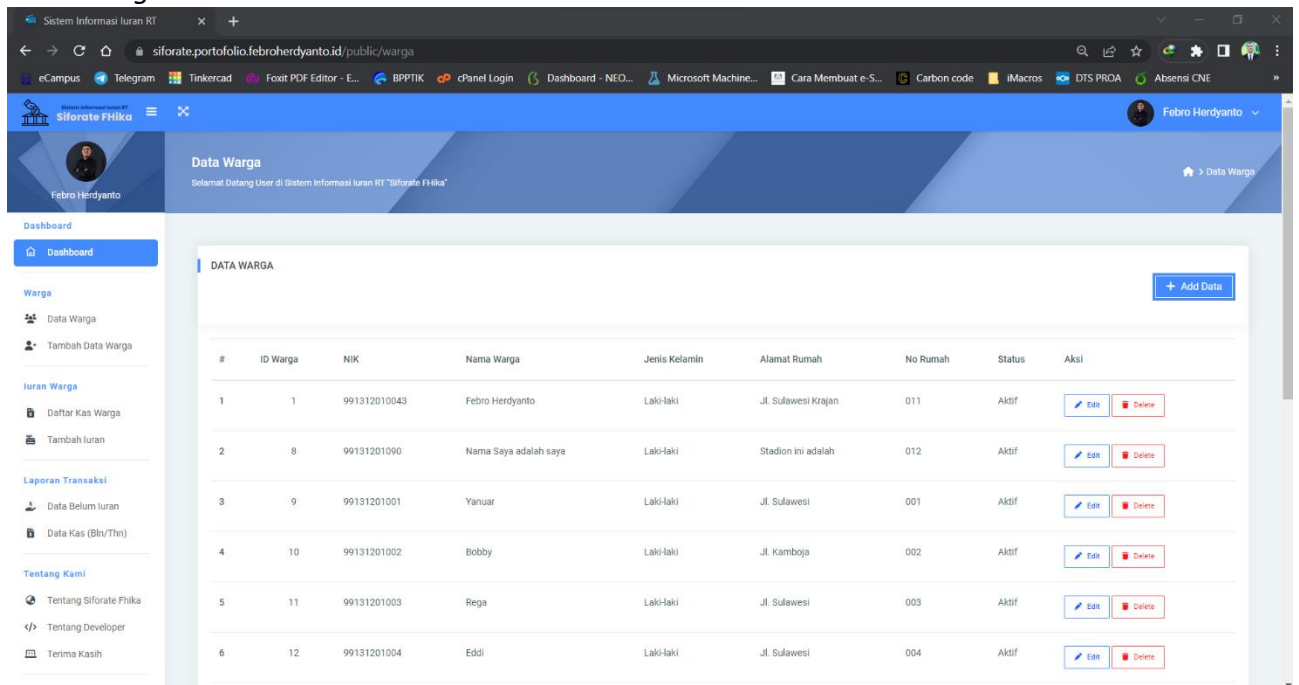 Sistem Informasi Iuran RT
siforate.portofolio.febroherdyanto.id/public/warga
eCampus Telegram Tinkercad Foxit PDF Editor - E... BPPTIK cPanel Login Dashboard - NEO... Microsoft Machine... Cara Membuat e-S... Carbon code iMacros DTS PROA Absensi CNE »
Sistem Informasi Iuran RT
Siforate FHika
Febro Herdyanto
Febro Herdyanto
Data Warga
Selamat Datang User di Sistem Informasi Iuran RT "Siforate FHika"
> Data Warga
Dashboard
Dashboard
Warga
Data Warga
Tambah Data Warga
Iuran Warga
Daftar Kas Warga
Tambah Iuran
Laporan Transaksi
Data Belum Iuran
Data Kas (Bln/Thn)
Tentang Kami
Tentang Siforate Fhika
Tentang Developer
Terima Kasih
DATA WARGA
+ Add Data
# ID Warga NIK Nama Warga Jenis Kelamin Alamat Rumah No Rumah Status Aksi
1 1 991312010043 Febro Herdyanto Laki-laki Jl. Sulawesi Krajan 011 Aktif Edit Delete
2 8 99131201090 Nama Saya adalah saya Laki-laki Stadion ini adalah 012 Aktif Edit Delete
3 9 99131201001 Yanuar Laki-laki Jl. Sulawesi 001 Aktif Edit Delete
4 10 99131201002 Bobby Laki-laki Jl. Kamboja 002 Aktif Edit Delete
5 11 99131201003 Rega Laki-laki Jl. Sulawesi 003 Aktif Edit Delete
6 12 99131201004 Eddi Laki-laki Jl. Sulawesi 004 Aktif Edit Delete